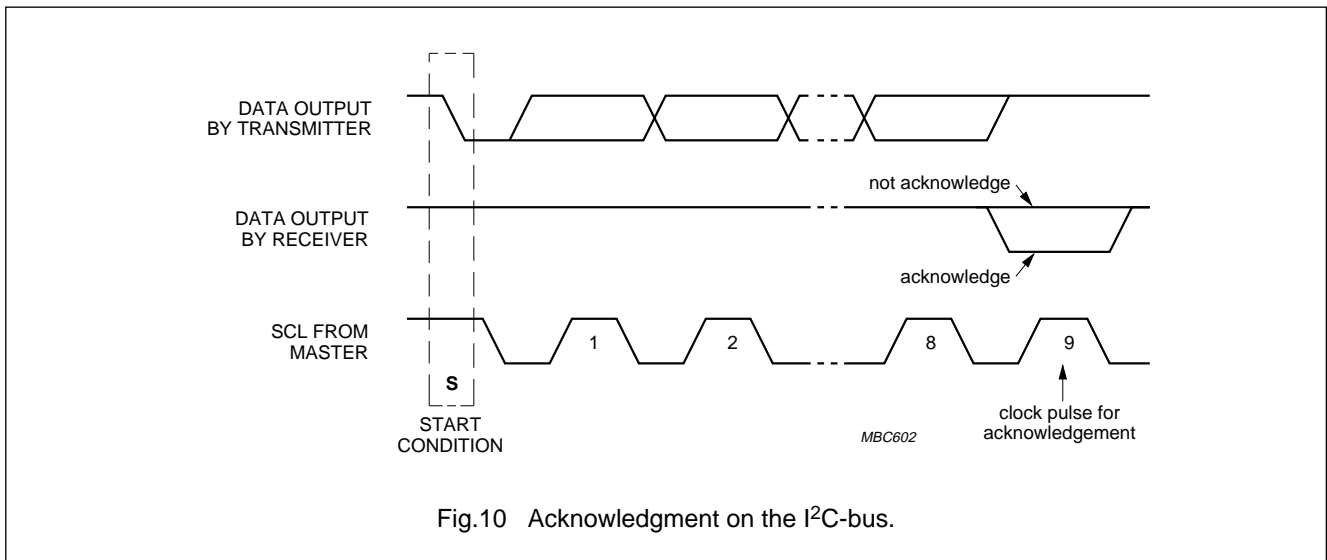 DATA OUTPUT
BY TRANSMITTER
not acknowledge
DATA OUTPUT
BY RECEIVER
acknowledge
SCL FROM
MASTER
1
2
8
9
S
START
CONDITION
MBC602
clock pulse for
acknowledgement
Fig.10 Acknowledgment on the I²C-bus.